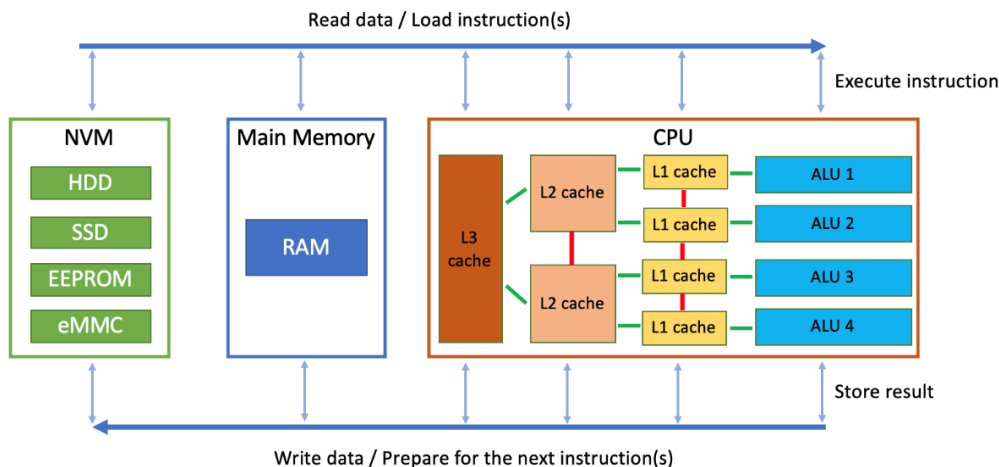 Read data / Load instruction(s)
Execute instruction
NVM
HDD
SSD
EEPROM
eMMC
Main Memory
RAM
CPU
L3
cache
L2 cache
L2 cache
L1 cache
L1 cache
L1 cache
L1 cache
ALU 1
ALU 2
ALU 3
ALU 4
Store result
Write data / Prepare for the next instruction(s)